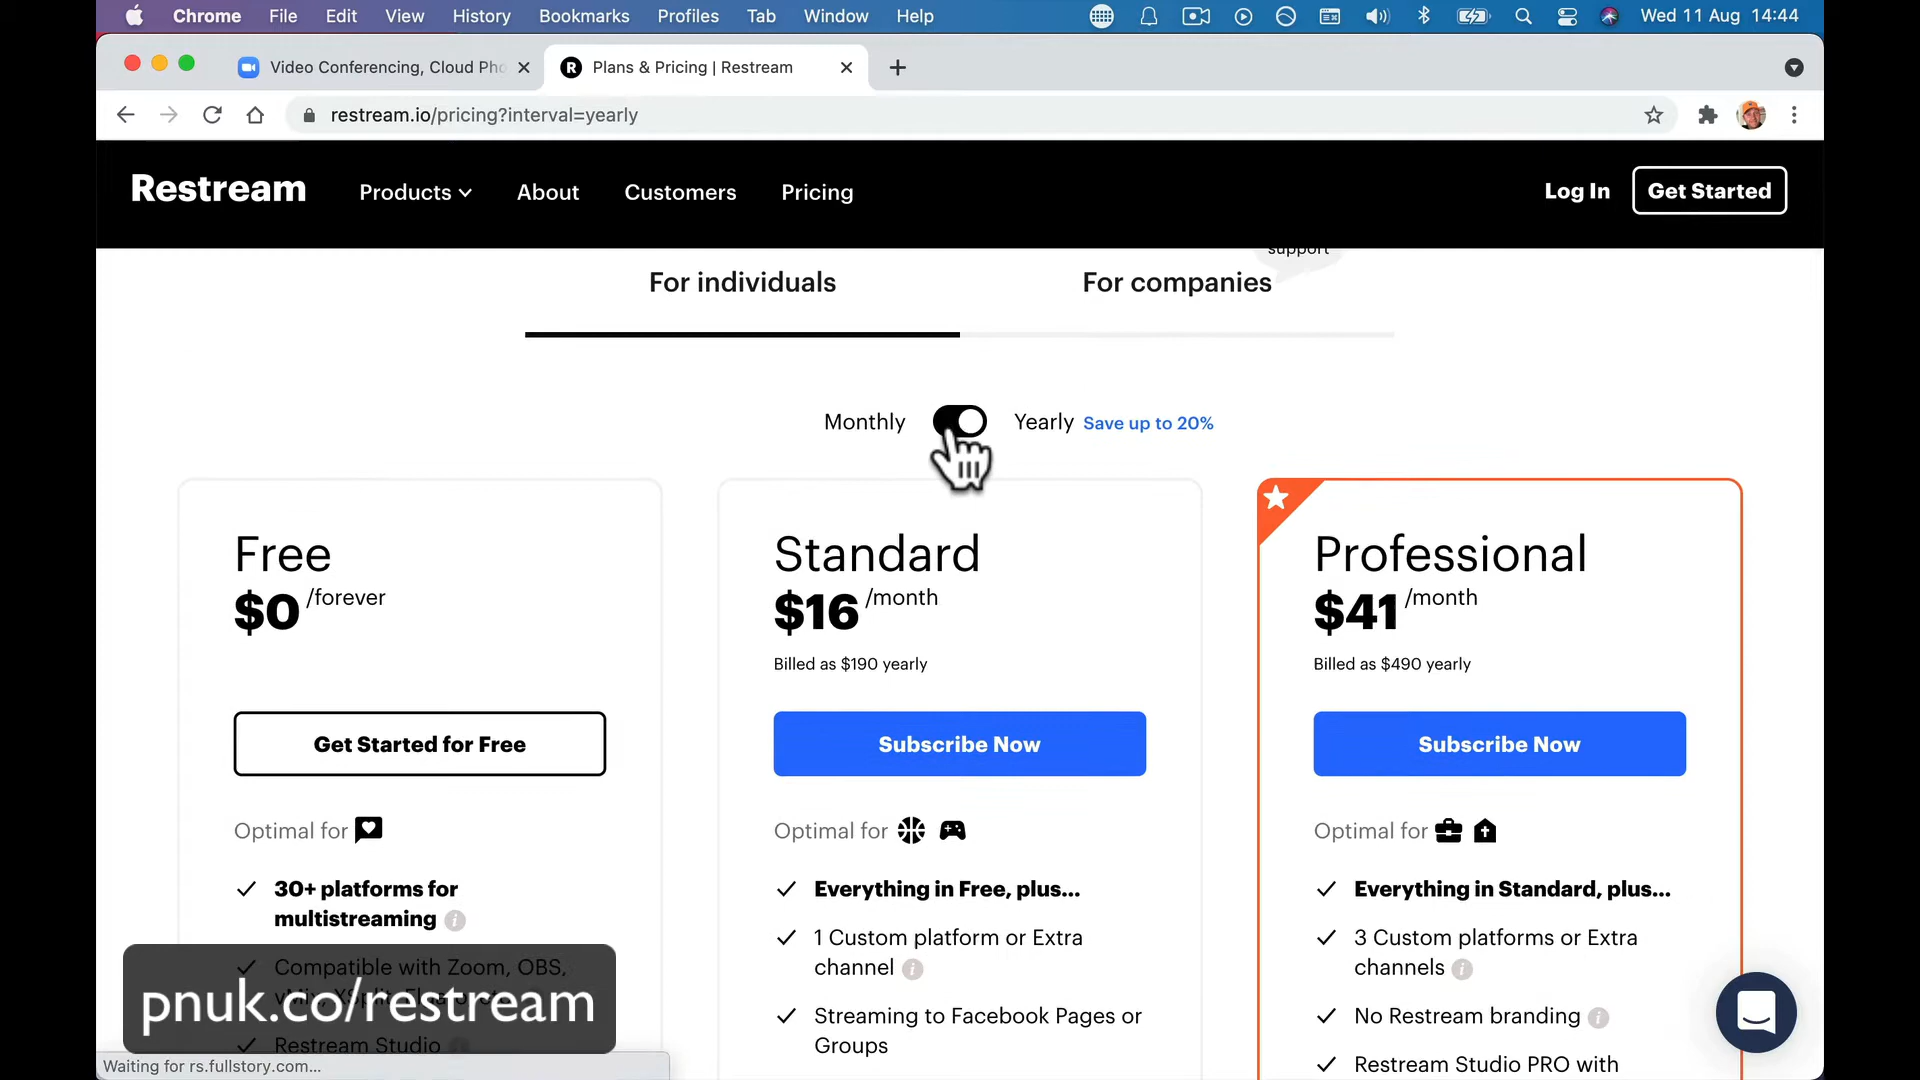 Chrome File Edit View History Bookmarks Profiles Tab Window Help
Wed 11 Aug 14:44
Video Conferencing, Cloud Pho
Plans & Pricing | Restream
restream.io/pricing?interval=yearly
Restream
Products
About
Customers
Pricing
Log In
Get Started
support
For individuals
For companies
Monthly
Yearly Save up to 20%
Free
$0 /forever
Get Started for Free
Optimal for
30+ platforms for
multistreaming
Compatible with Zoom, OBS,
Restream Studio
Standard
$16 /month
Billed as $190 yearly
Subscribe Now
Optimal for
Everything in Free, plus...
1 Custom platform or Extra
channel
Streaming to Facebook Pages or
Groups
Professional
$41 /month
Billed as $490 yearly
Subscribe Now
Optimal for
Everything in Standard, plus...
3 Custom platforms or Extra
channels
No Restream branding
Restream Studio PRO with
pnuk.co/restream
Waiting for rs.fullstory.com...